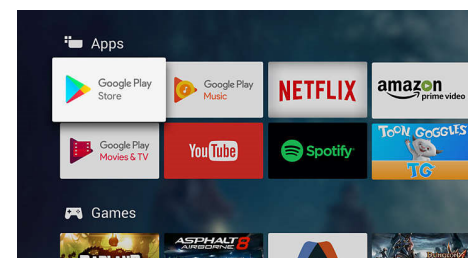 Apps
Google Play
Store
Google Play
Music
NETFLIX
amazon
prime video
Google Play
Movies & TV
YouTube
Spotify
TOON GOGGLES
TG
Games
BADLAND
ASPHALT 8
AIRBORNE